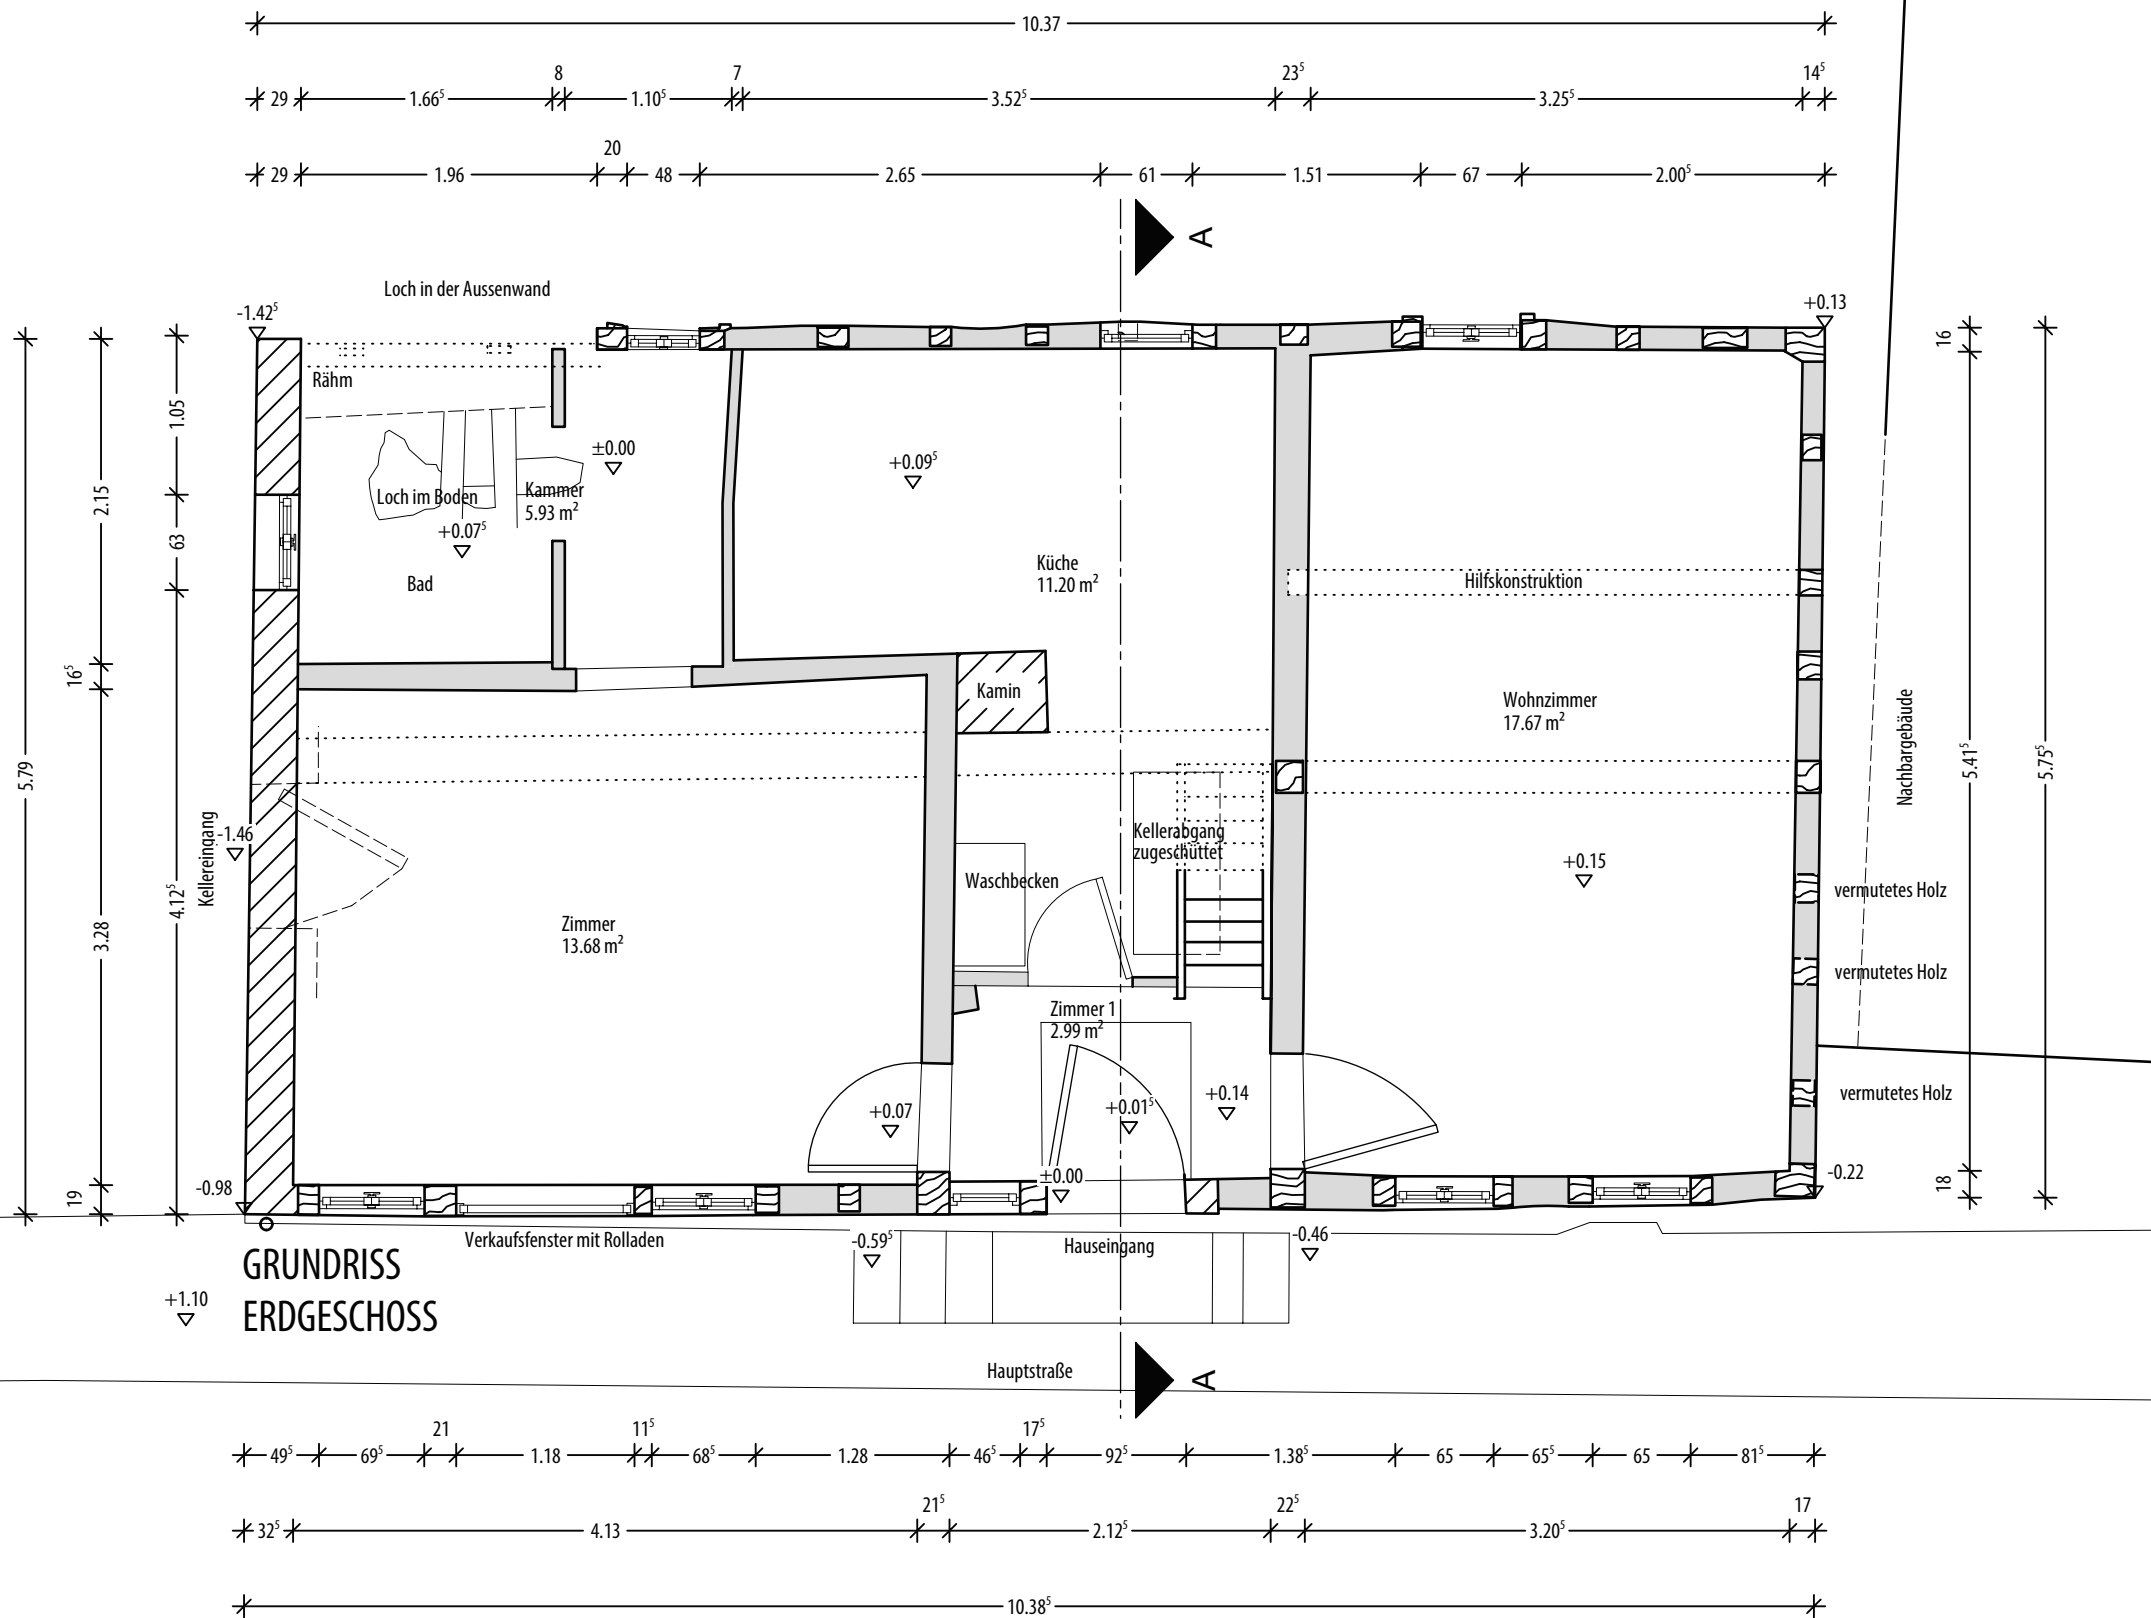 10.37
8 7 23⁵ 14⁵
29 1.66⁵ 1.10⁵ 3.52⁵ 3.25⁵
20
29 1.96 48 2.65 61 1.51 67 2.00⁵
A
Loch in der Aussenwand
-1.42⁵
+0.13
16
Rähm
1.05
±0.00
+0.09⁵
2.15
Loch im Boden
Kammer
5.93 m²
+0.07⁵
63
Küche
11.20 m²
Hilfskonstruktion
Bad
16⁵
Kamin
Wohnzimmer
17.67 m²
Nachbargebäude
5.79
5.41⁵
5.75⁵
Kellereingang
-1.46
Kellerabgang
zugeschüttet
+0.15
Waschbecken
vermutetes Holz
4.12⁵
3.28
Zimmer
13.68 m²
vermutetes Holz
Zimmer 1
2.99 m²
+0.07
+0.01⁵
+0.14
vermutetes Holz
±0.00
-0.98
-0.22
19
18
Verkaufsfenster mit Rolladen
-0.59⁵
Hauseingang
-0.46
GRUNDRISS
ERDGESCHOSS
+1.10
Hauptstraße
A
21 11⁵ 17⁵
49⁵ 69⁵ 1.18 68⁵ 1.28 46⁵ 92⁵ 1.38⁵ 65 65⁵ 65 81⁵
21⁵ 22⁵ 17
32⁵ 4.13 2.12⁵ 3.20⁵
10.38⁵